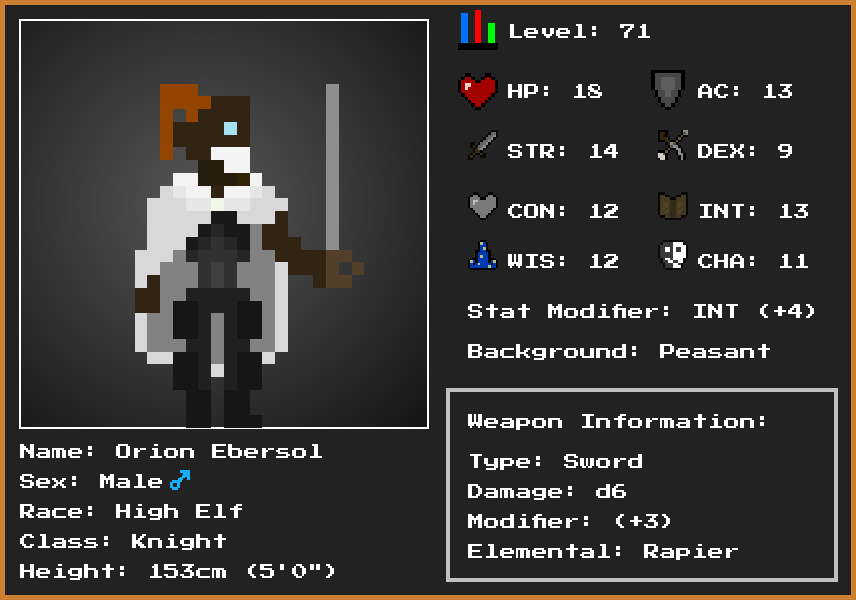 Level: 71
HP: 18 AC: 13
STR: 14 DEX: 9
CON: 12 INT: 13
WIS: 12 CHA: 11
Stat Modifier: INT (+4)
Background: Peasant
Weapon Information:
Type: Sword
Damage: d6
Modifier: (+3)
Elemental: Rapier
Name: Orion Ebersol
Sex: Male♂
Race: High Elf
Class: Knight
Height: 153cm (5'0")